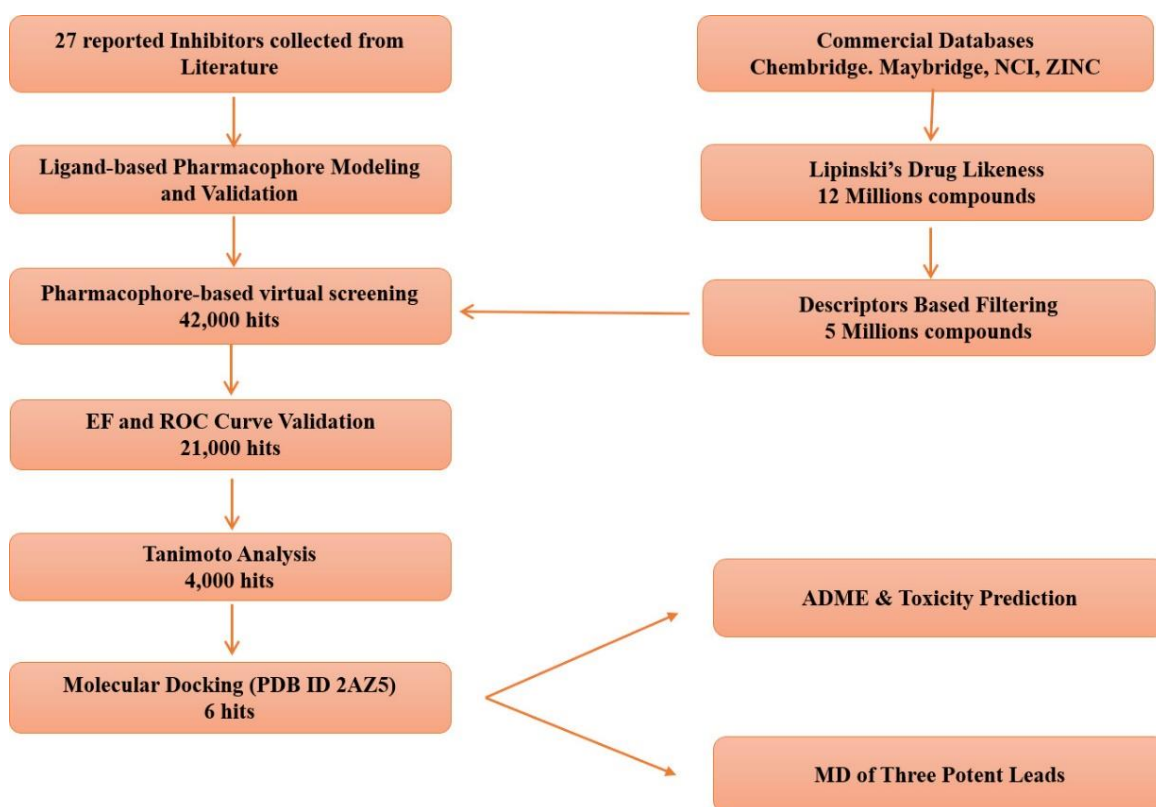 27 reported Inhibitors collected from
Literature
Ligand-based Pharmacophore Modeling
and Validation
Pharmacophore-based virtual screening
42,000 hits
EF and ROC Curve Validation
21,000 hits
Tanimoto Analysis
4,000 hits
Molecular Docking (PDB ID 2AZ5)
6 hits
Commercial Databases
Chembridge. Maybridge, NCI, ZINC
Lipinski’s Drug Likeness
12 Millions compounds
Descriptors Based Filtering
5 Millions compounds
ADME & Toxicity Prediction
MD of Three Potent Leads